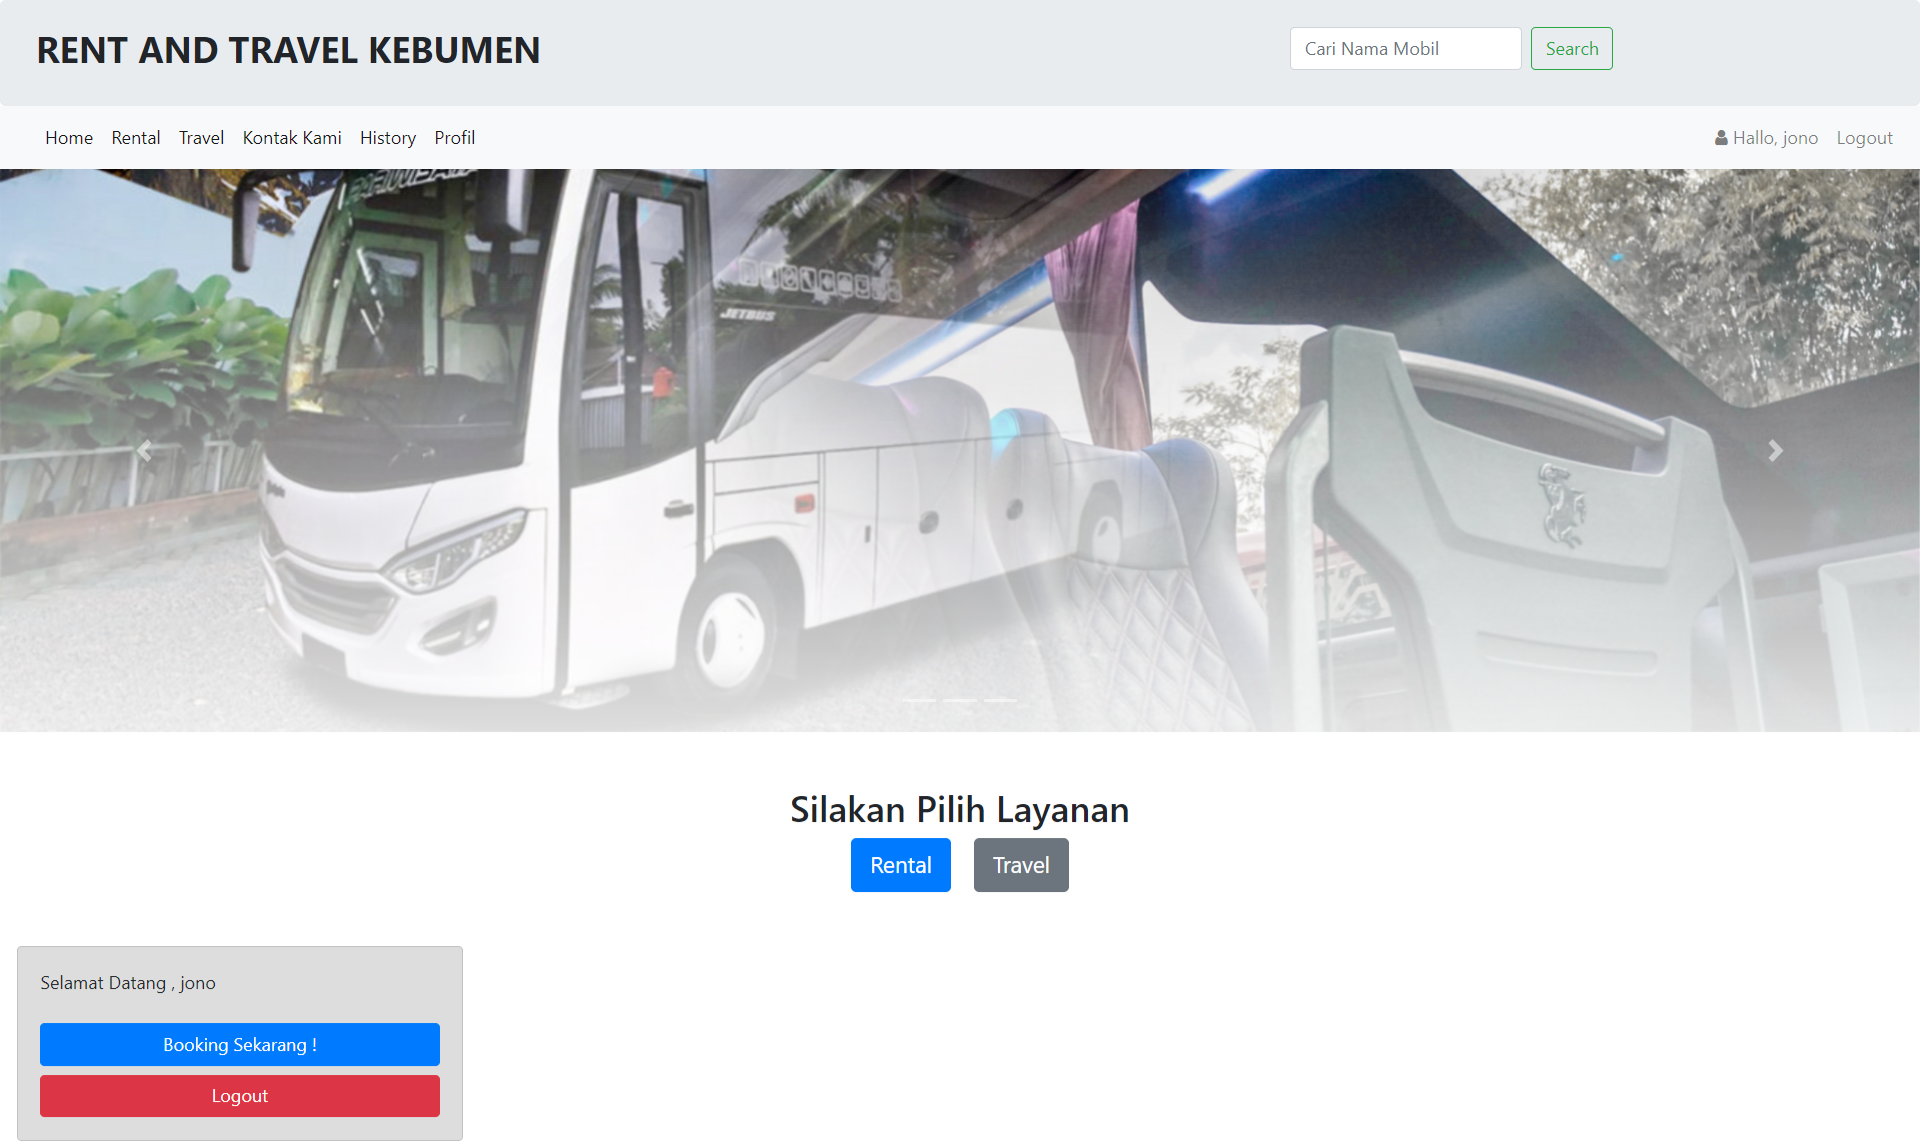 RENT AND TRAVEL KEBUMEN
Cari Nama Mobil
Search
Home
Rental
Travel
Kontak Kami
History
Profil
Hallo, jono
Logout
JETBUS
Silakan Pilih Layanan
Rental
Travel
Selamat Datang , jono
Booking Sekarang !
Logout